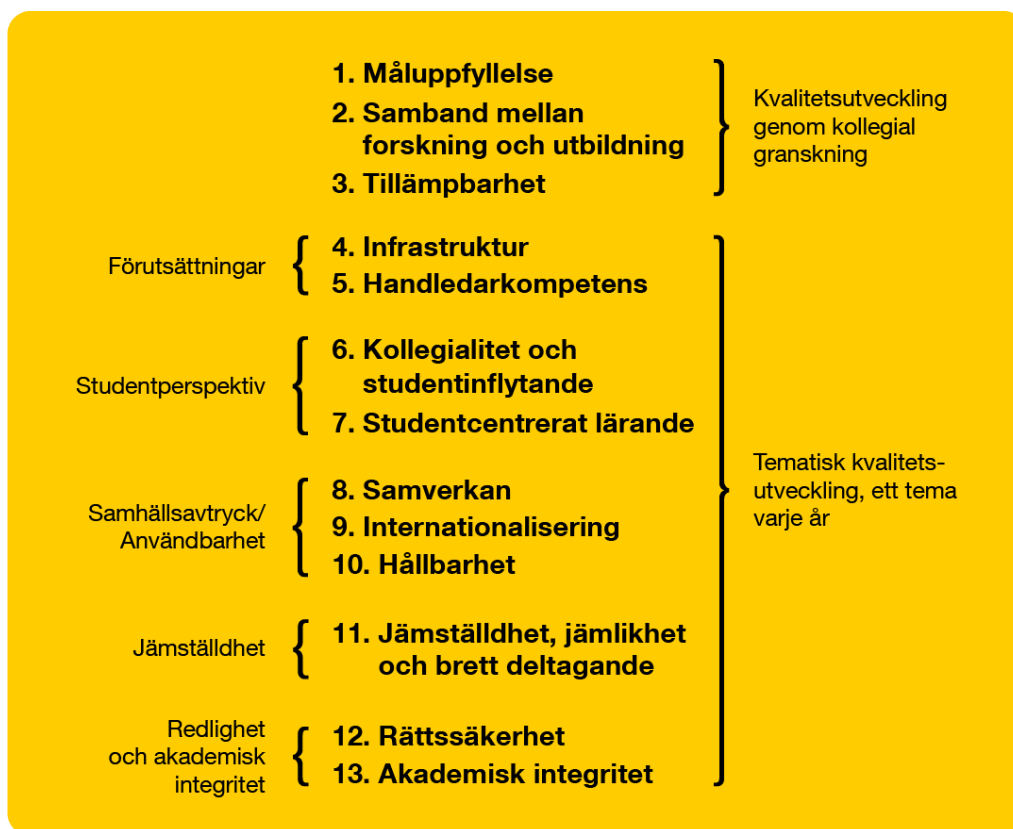 1. Måluppfyllelse
2. Samband mellan
forskning och utbildning
3. Tillämpbarhet
Kvalitetsutveckling
genom kollegial
granskning
Förutsättningar
4. Infrastruktur
5. Handledarkompetens
Studentperspektiv
6. Kollegialitet och
studentinflytande
7. Studentcentrerat lärande
Samhällsavtryck/
Användbarhet
8. Samverkan
9. Internationalisering
10. Hållbarhet
Jämställdhet
11. Jämställdhet, jämlikhet
och brett deltagande
Redlighet
och akademisk
integritet
12. Rättssäkerhet
13. Akademisk integritet
Tematisk kvalitets-
utveckling, ett tema
varje år